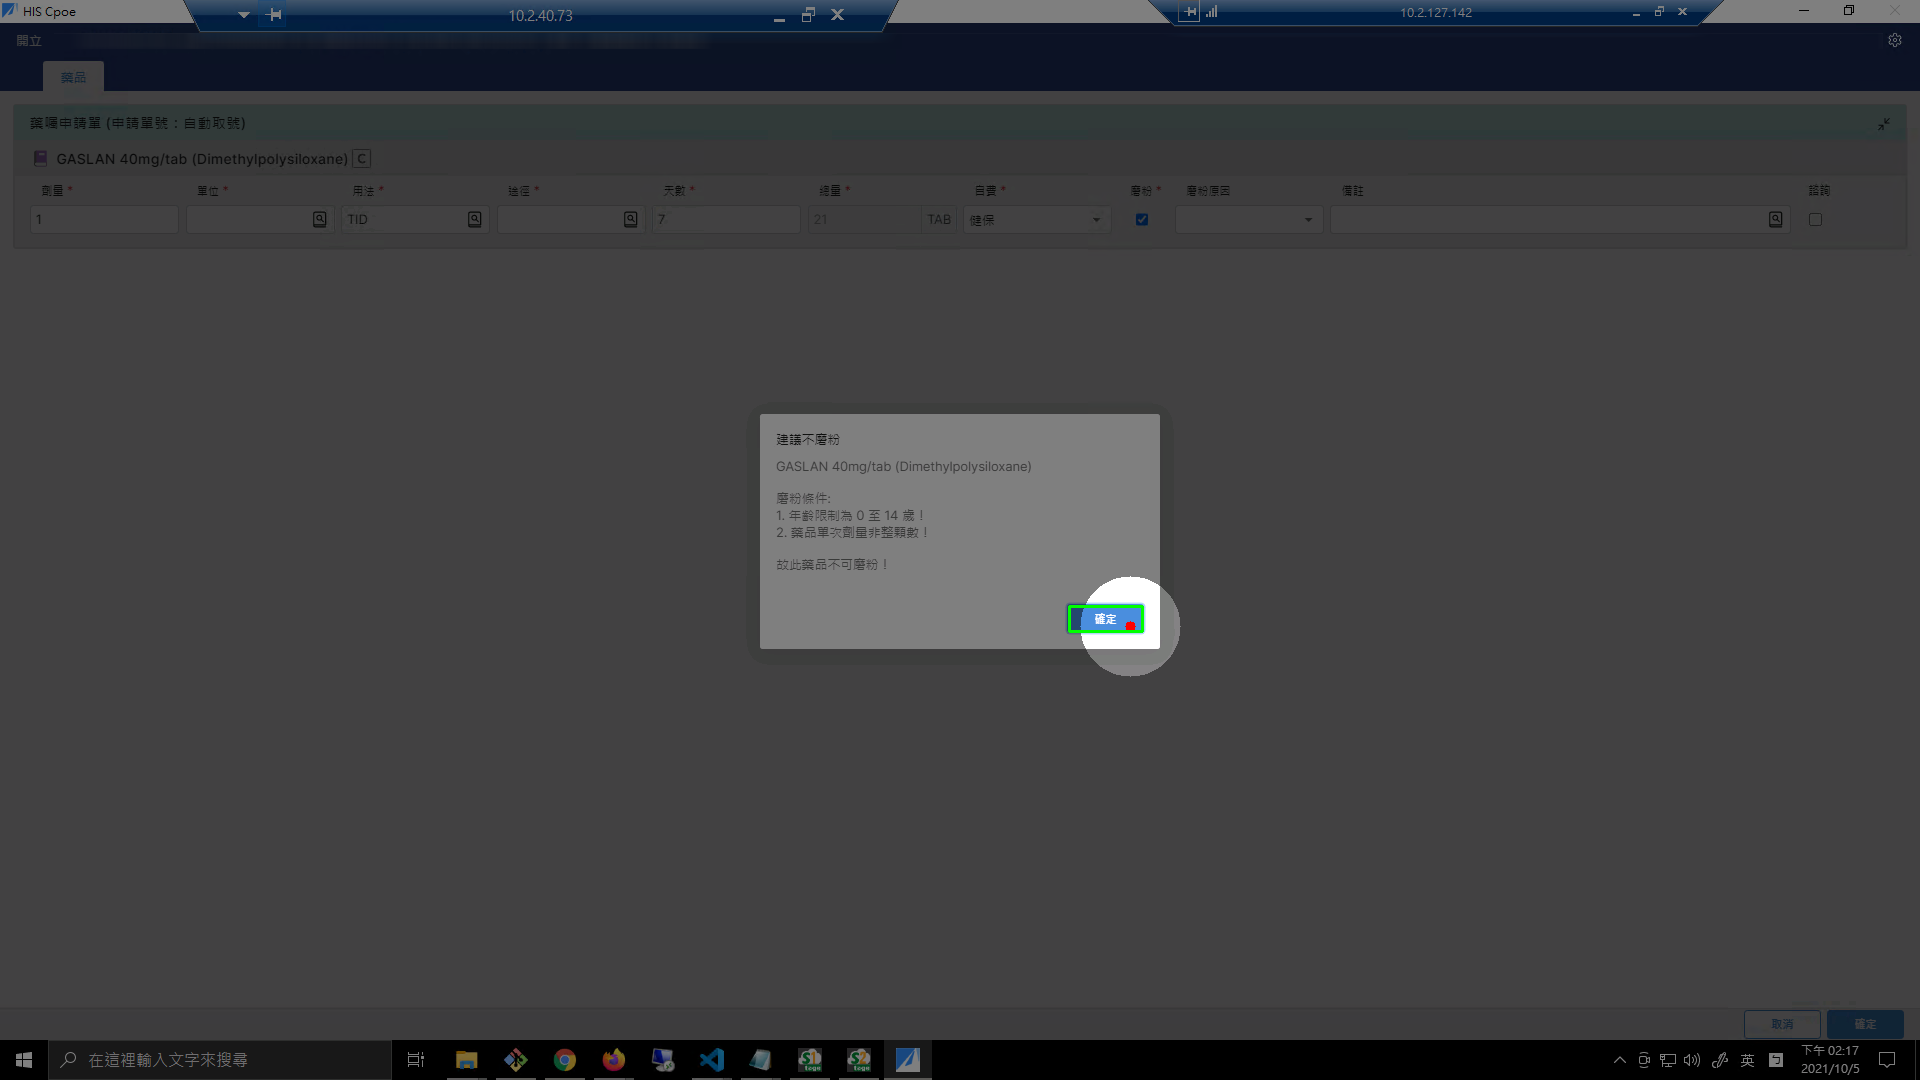 HIS Cpoe
10.2.40.73
10.2.127.142
開立
藥品
藥囑申請單 (申請單號：自動取號)
GASLAN 40mg/tab (Dimethylpolysiloxane) C
劑量 * 單位 * 用法 * 途徑 * 天數 * 總量 * 自費 * 磨粉 * 磨粉原因 備註 諮詢
1 TID 7 21 TAB 健保
建議不磨粉
GASLAN 40mg/tab (Dimethylpolysiloxane)
磨粉條件:
1. 年齡限制為 0 至 14 歲！
2. 藥品單次劑量非整顆數！
故此藥品不可磨粉！
確定
取消 確定
在這裡輸入文字來搜尋
英
下午 02:17
2021/10/5